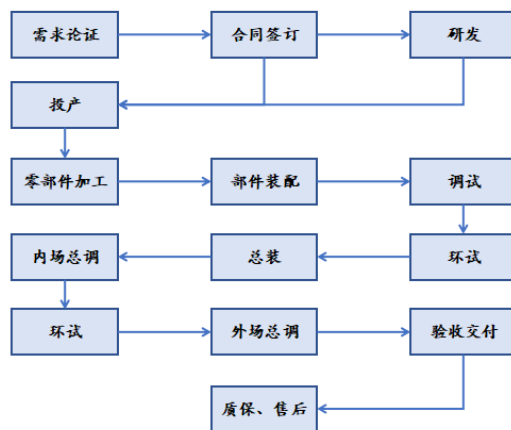 需求论证
合同签订
研发
投产
零部件加工
部件装配
调试
内场总调
总装
环试
环试
外场总调
验收交付
质保、售后